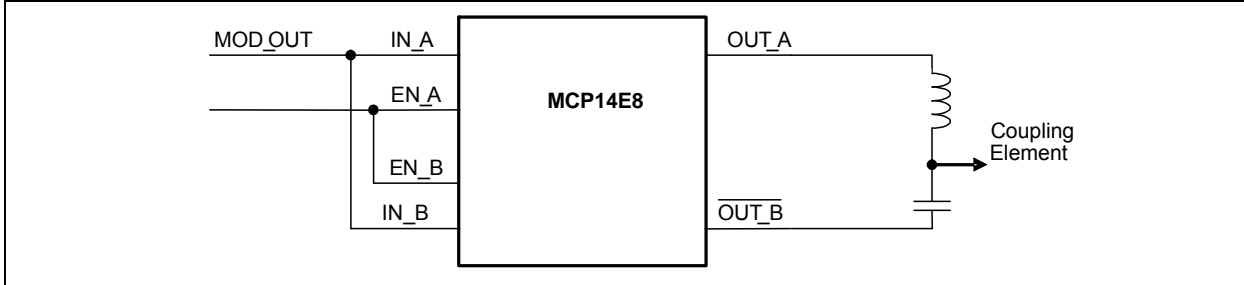 MOD_OUT
IN_A
OUT_A
EN_A
MCP14E8
Coupling
Element
EN_B
IN_B
OUT_B